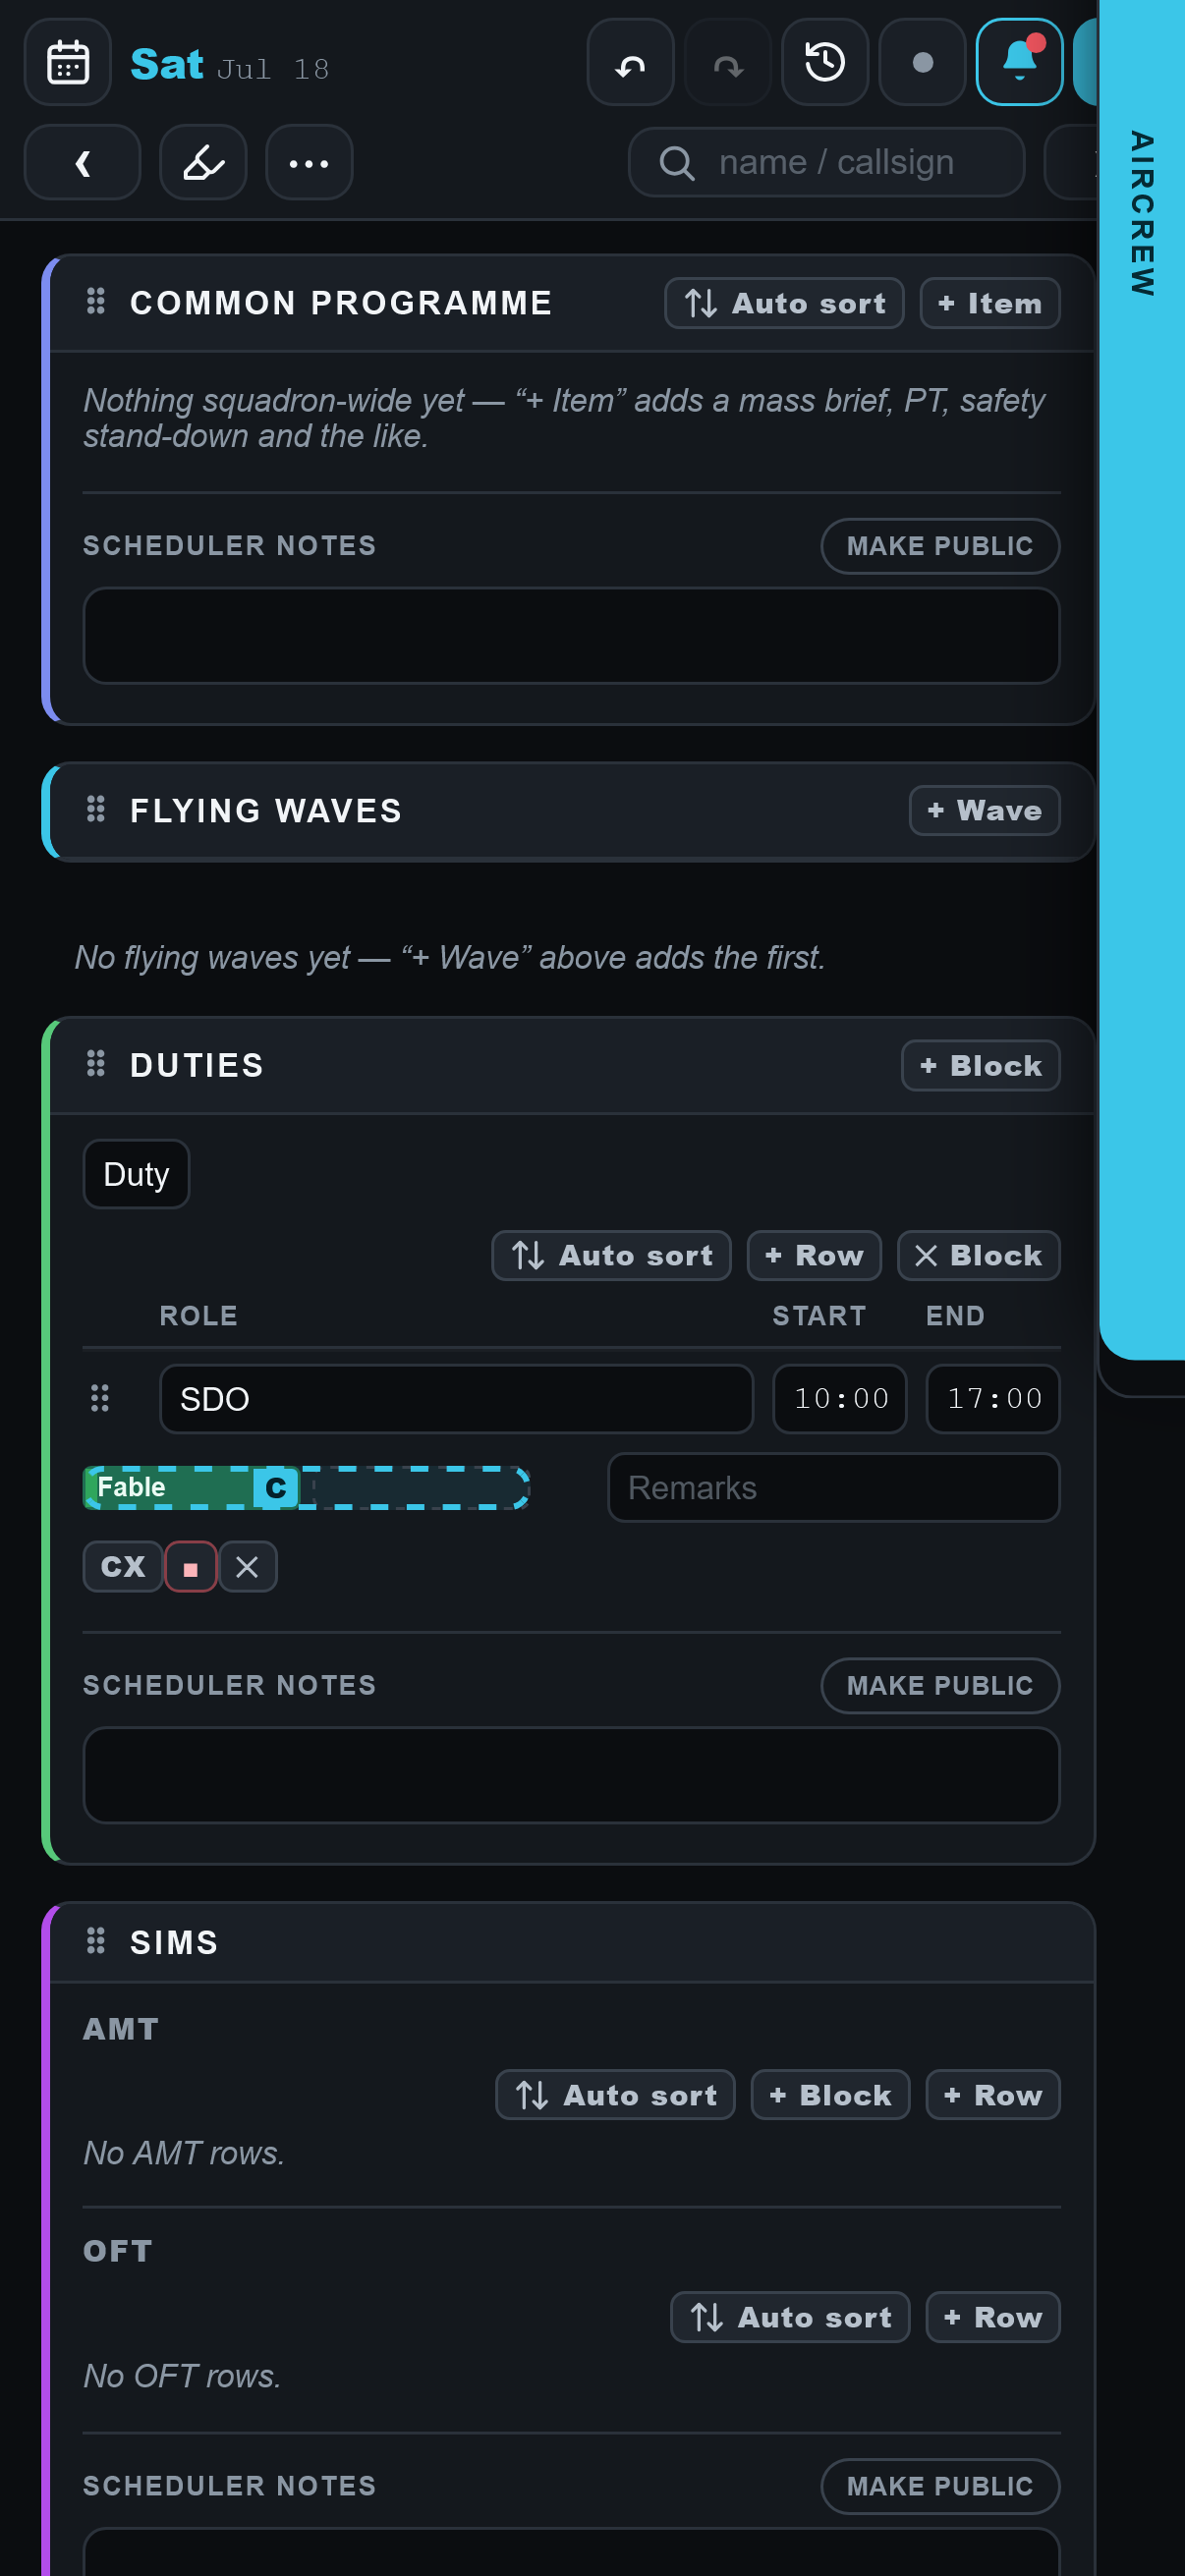 Sat Jul 18
name / callsign
AIRCREW
COMMON PROGRAMME
Auto sort
+ Item
Nothing squadron-wide yet — “+ Item” adds a mass brief, PT, safety
stand-down and the like.
SCHEDULER NOTES
MAKE PUBLIC
FLYING WAVES
+ Wave
No flying waves yet — “+ Wave” above adds the first.
DUTIES
+ Block
Duty
Auto sort
+ Row
× Block
ROLE START END
SDO 10:00 17:00
Fable C
Remarks
CX
SCHEDULER NOTES
MAKE PUBLIC
SIMS
AMT
Auto sort
+ Block
+ Row
No AMT rows.
OFT
Auto sort
+ Row
No OFT rows.
SCHEDULER NOTES
MAKE PUBLIC